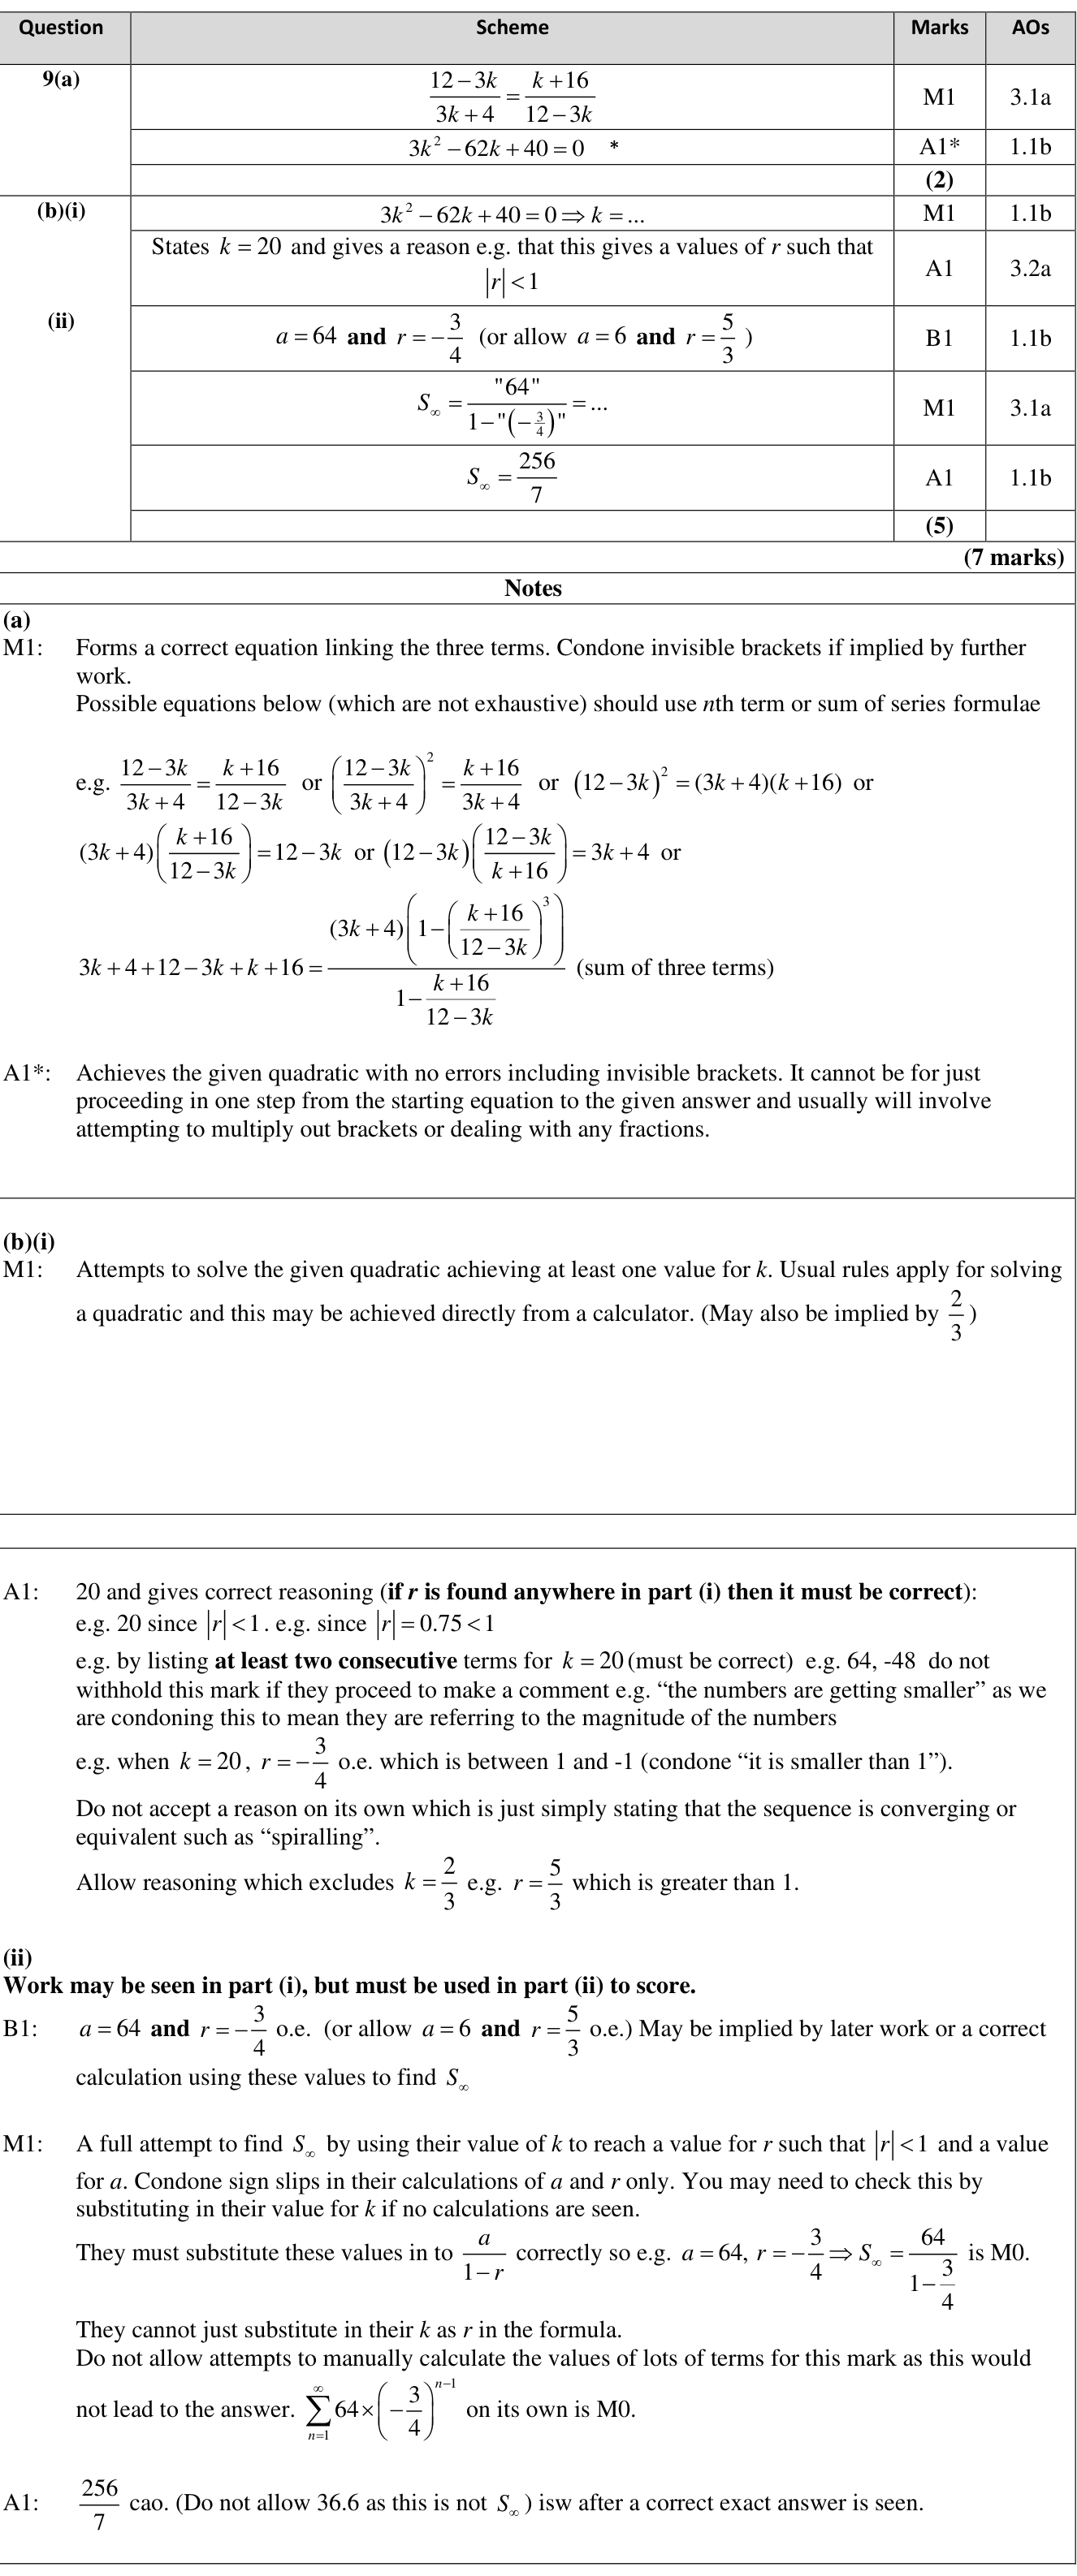 Question Scheme Marks AOs
9(a) (12 − 3k)/(3k + 4) = (k + 16)/(12 − 3k) M1 3.1a
3k² − 62k + 40 = 0 * A1* 1.1b
(2)
(b)(i) 3k² − 62k + 40 = 0 ⇒ k = ... M1 1.1b
States k = 20 and gives a reason e.g. that this gives a values of r such that
|r| < 1 A1 3.2a
(ii) a = 64 and r = −3/4 (or allow a = 6 and r = 5/3 ) B1 1.1b
S∞ = "64"/(1 − "(−3/4)") = ... M1 3.1a
S∞ = 256/7 A1 1.1b
(5)
(7 marks)
Notes
(a)
M1: Forms a correct equation linking the three terms. Condone invisible brackets if implied by further
work.
Possible equations below (which are not exhaustive) should use nth term or sum of series formulae
e.g. (12 − 3k)/(3k + 4) = (k + 16)/(12 − 3k) or ((12 − 3k)/(3k + 4))² = (k + 16)/(3k + 4) or (12 − 3k)² = (3k + 4)(k + 16) or
(3k + 4)((k + 16)/(12 − 3k)) = 12 − 3k or (12 − 3k)((12 − 3k)/(k + 16)) = 3k + 4 or
3k + 4 + 12 − 3k + k + 16 = (3k + 4)(1 − ((k + 16)/(12 − 3k))³)/(1 − (k + 16)/(12 − 3k)) (sum of three terms)
A1*: Achieves the given quadratic with no errors including invisible brackets. It cannot be for just
proceeding in one step from the starting equation to the given answer and usually will involve
attempting to multiply out brackets or dealing with any fractions.
(b)(i)
M1: Attempts to solve the given quadratic achieving at least one value for k. Usual rules apply for solving
a quadratic and this may be achieved directly from a calculator. (May also be implied by 2/3 )
A1: 20 and gives correct reasoning (if r is found anywhere in part (i) then it must be correct):
e.g. 20 since |r| < 1 . e.g. since |r| = 0.75 < 1
e.g. by listing at least two consecutive terms for k = 20 (must be correct) e.g. 64, -48 do not
withhold this mark if they proceed to make a comment e.g. “the numbers are getting smaller” as we
are condoning this to mean they are referring to the magnitude of the numbers
e.g. when k = 20 , r = −3/4 o.e. which is between 1 and -1 (condone “it is smaller than 1”).
Do not accept a reason on its own which is just simply stating that the sequence is converging or
equivalent such as “spiralling”.
Allow reasoning which excludes k = 2/3 e.g. r = 5/3 which is greater than 1.
(ii)
Work may be seen in part (i), but must be used in part (ii) to score.
B1: a = 64 and r = −3/4 o.e. (or allow a = 6 and r = 5/3 o.e.) May be implied by later work or a correct
calculation using these values to find S∞
M1: A full attempt to find S∞ by using their value of k to reach a value for r such that |r| < 1 and a value
for a. Condone sign slips in their calculations of a and r only. You may need to check this by
substituting in their value for k if no calculations are seen.
They must substitute these values in to a/(1 − r) correctly so e.g. a = 64, r = −3/4 ⇒ S∞ = 64/(1 − 3/4) is M0.
They cannot just substitute in their k as r in the formula.
Do not allow attempts to manually calculate the values of lots of terms for this mark as this would
not lead to the answer. ∑_{n=1}^{∞} 64 × (−3/4)^{n−1} on its own is M0.
A1: 256/7 cao. (Do not allow 36.6 as this is not S∞ ) isw after a correct exact answer is seen.